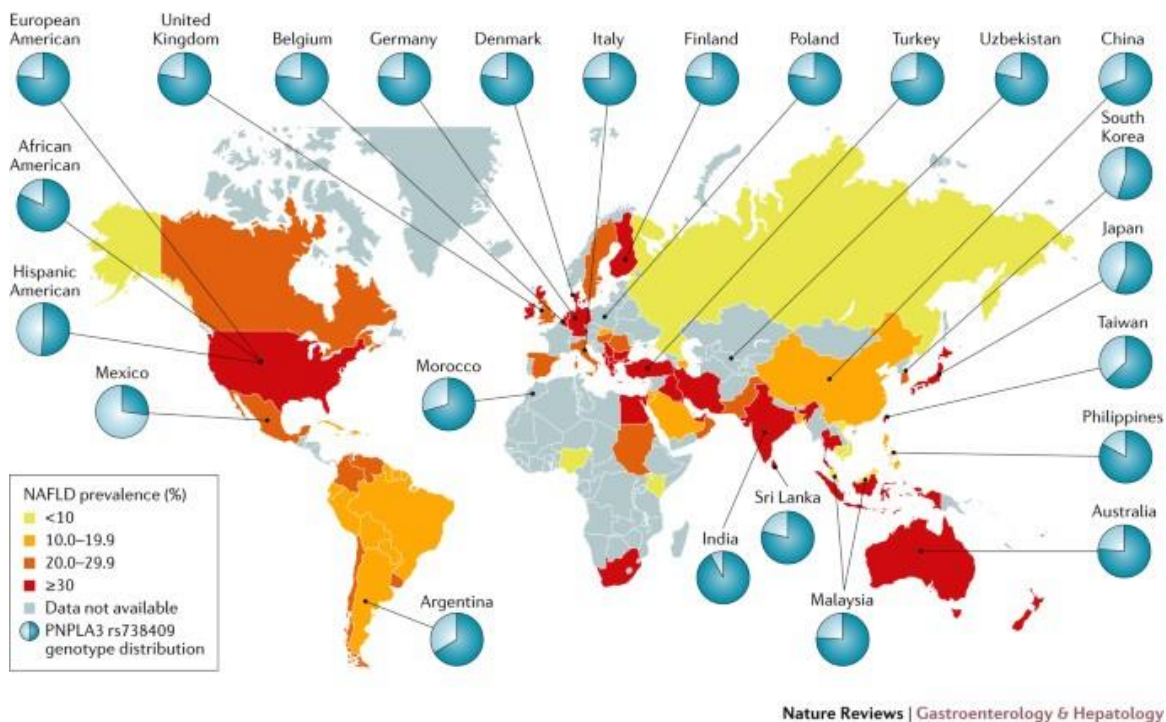 European
American
United
Kingdom
Belgium
Germany
Denmark
Italy
Finland
Poland
Turkey
Uzbekistan
China
African
American
South
Korea
Hispanic
American
Japan
Mexico
Morocco
Taiwan
Philippines
Sri Lanka
India
Australia
Argentina
Malaysia
NAFLD prevalence (%)
<10
10.0–19.9
20.0–29.9
≥30
Data not available
PNPLA3 rs738409
genotype distribution
Nature Reviews | Gastroenterology & Hepatology